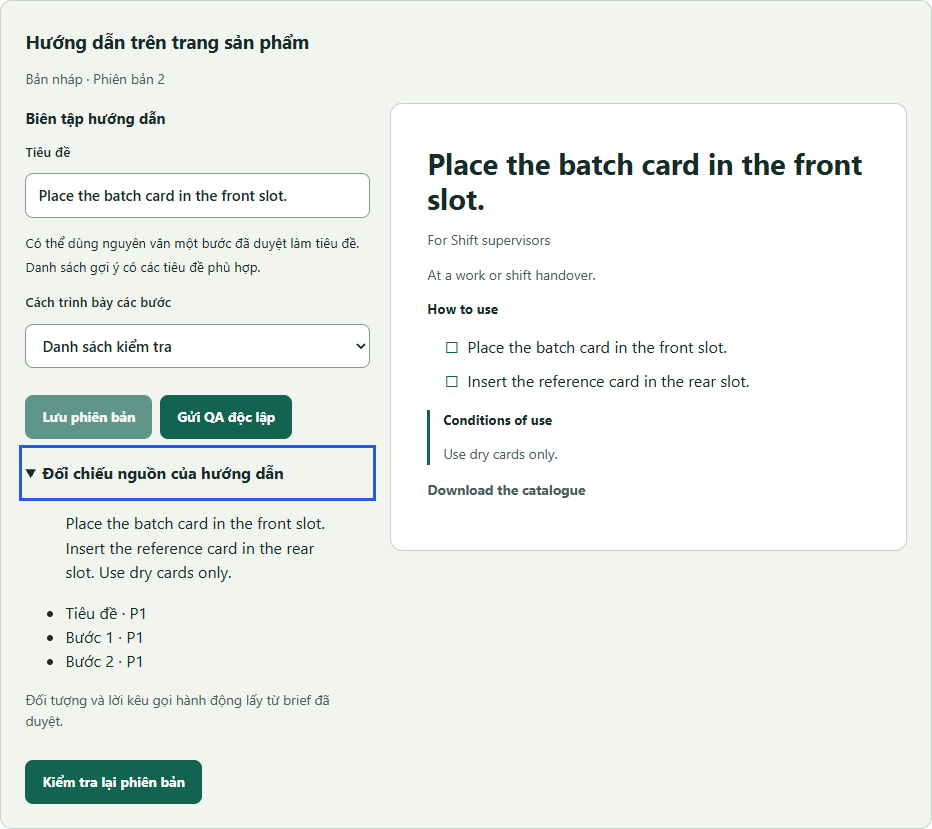 Hướng dẫn trên trang sản phẩm
Bản nháp · Phiên bản 2
Biên tập hướng dẫn
Tiêu đề
Place the batch card in the front slot.
Có thể dùng nguyên văn một bước đã duyệt làm tiêu đề.
Danh sách gợi ý có các tiêu đề phù hợp.
Cách trình bày các bước
Danh sách kiểm tra
Lưu phiên bản
Gửi QA độc lập
Đối chiếu nguồn của hướng dẫn
Place the batch card in the front slot.
Insert the reference card in the rear
slot. Use dry cards only.
Tiêu đề · P1
Bước 1 · P1
Bước 2 · P1
Đối tượng và lời kêu gọi hành động lấy từ brief đã
duyệt.
Kiểm tra lại phiên bản
Place the batch card in the front
slot.
For Shift supervisors
At a work or shift handover.
How to use
Place the batch card in the front slot.
Insert the reference card in the rear slot.
Conditions of use
Use dry cards only.
Download the catalogue